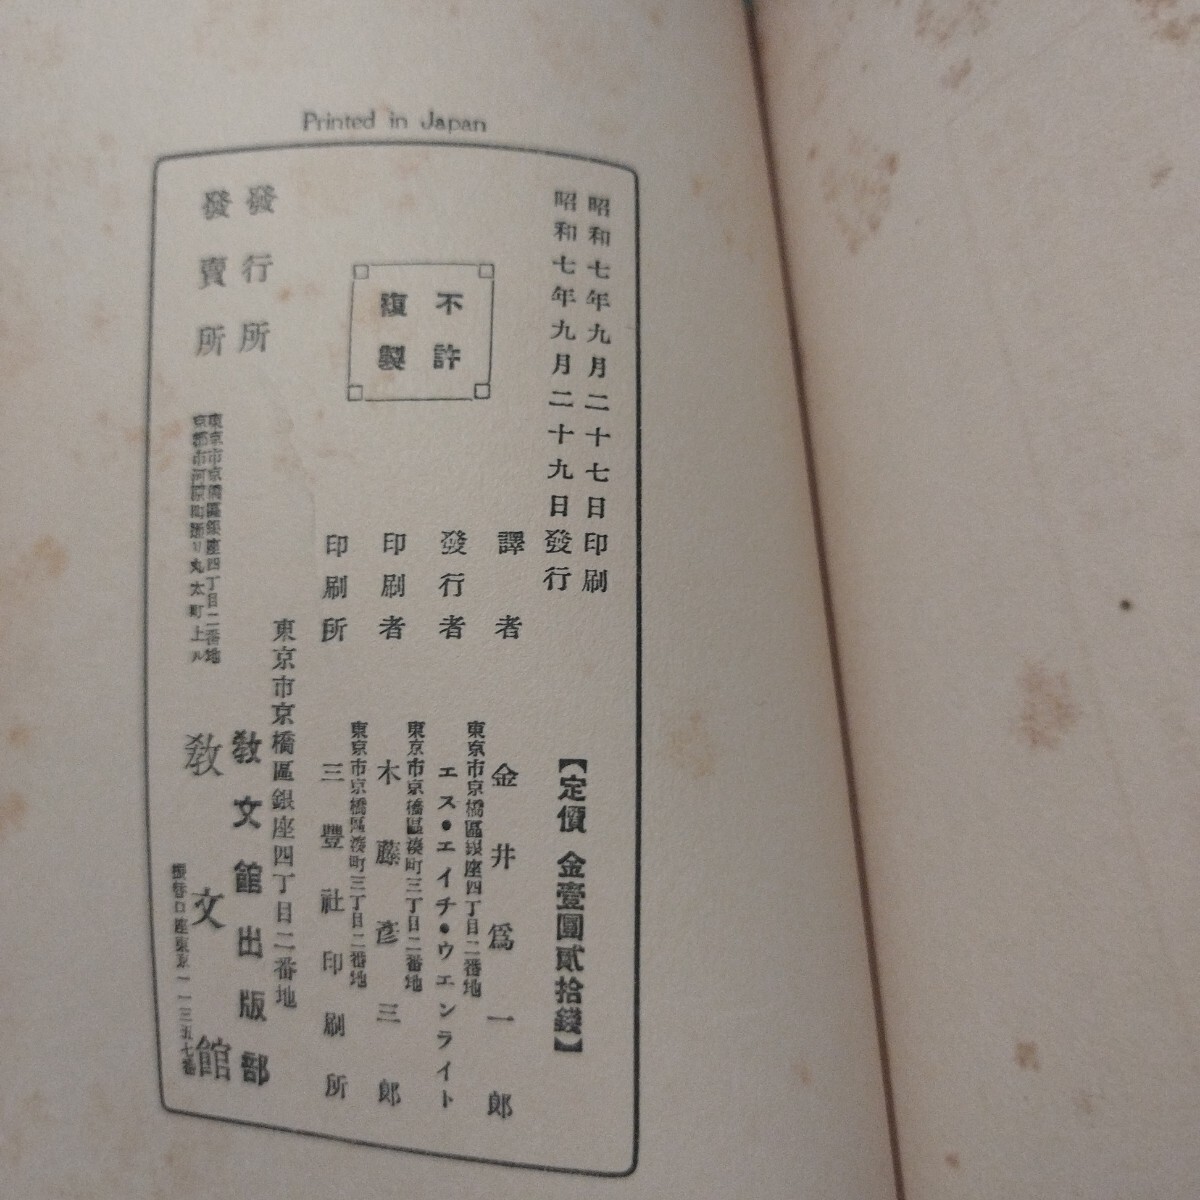 Printed in Japan
昭和七年九月二十七日印刷
昭和七年九月二十九日發行
【定價 金壹圓貳拾錢】
不許
複製
譯者 金井爲一郎
東京市京橋區銀座四丁目二番地
發行者 エス・エイチ・ウエンライト
東京市京橋區湊町三丁目二番地
印刷者 木藤彥三郎
東京市京橋區湊町三丁目二番地
印刷所 三豐社印刷所
東京市京橋區銀座四丁目二番地
發行所 敎文館出版部
東京市京橋區銀座四丁目二番地
京都市河原町通リ丸太町上ル
發賣所 敎文館
振替口座東京一一三五七番